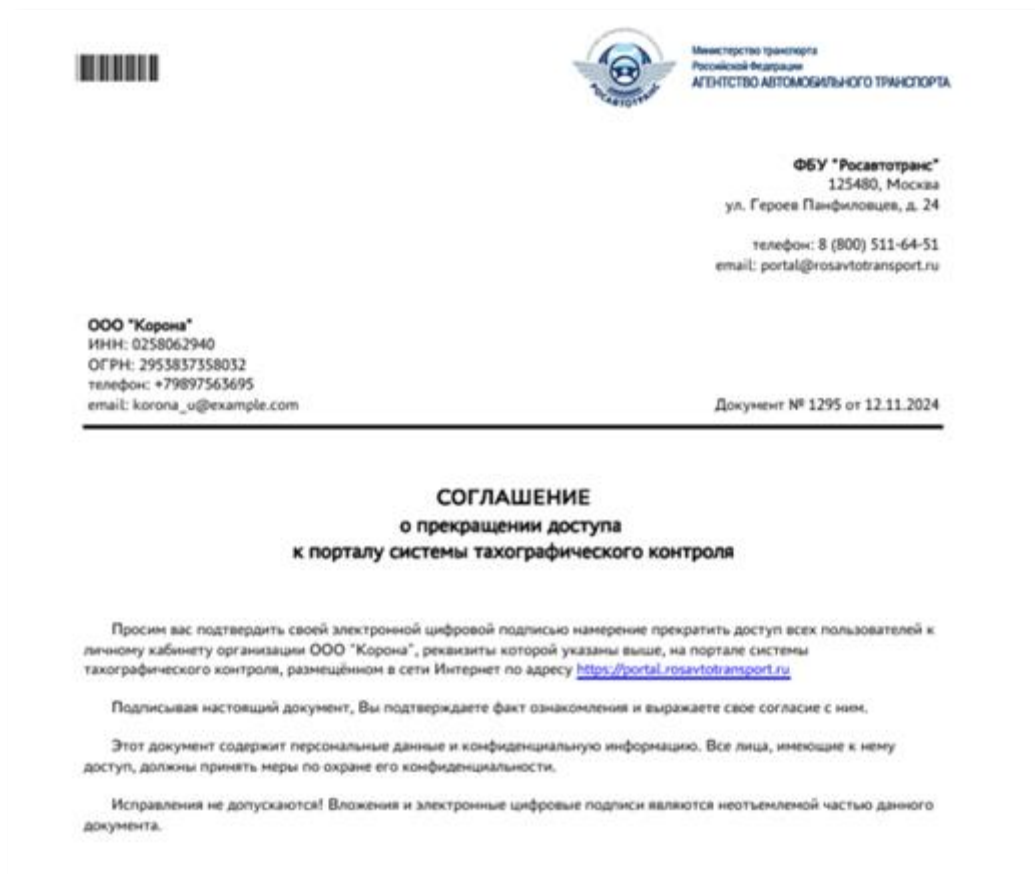 РОСАВТОТРАНС
Министерство транспорта
Российской Федерации
АГЕНТСТВО АВТОМОБИЛЬНОГО ТРАНСПОРТА
ФБУ "Росавтотранс"
125480, Москва
ул. Героев Панфиловцев, д. 24
телефон: 8 (800) 511-64-51
email: portal@rosavtotransport.ru
ООО "Корона"
ИНН: 0258062940
ОГРН: 2953837358032
телефон: +79897563695
email: korona_u@example.com
Документ № 1295 от 12.11.2024
СОГЛАШЕНИЕ
о прекращении доступа
к порталу системы тахографического контроля
Просим вас подтвердить своей электронной цифровой подписью намерение прекратить доступ всех пользователей к
личному кабинету организации ООО "Корона", реквизиты которой указаны выше, на портале системы
тахографического контроля, размещённом в сети Интернет по адресу https://portal.rosavtotransport.ru
Подписывая настоящий документ, Вы подтверждаете факт ознакомления и выражаете свое согласие с ним.
Этот документ содержит персональные данные и конфиденциальную информацию. Все лица, имеющие к нему
доступ, должны принять меры по охране его конфиденциальности.
Исправления не допускаются! Вложения и электронные цифровые подписи являются неотъемлемой частью данного
документа.